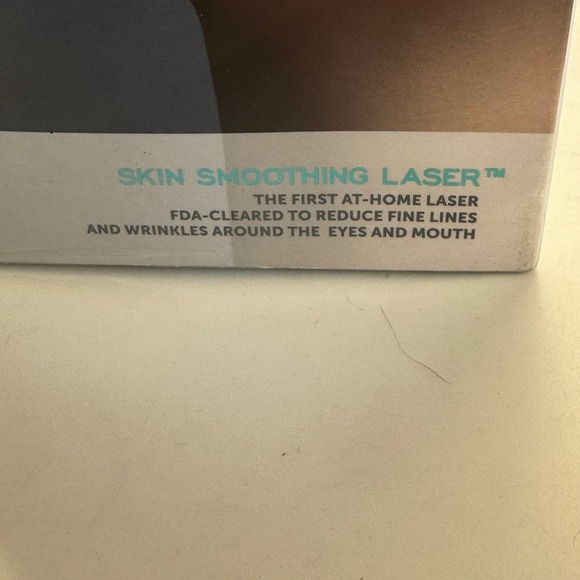 SKIN SMOOTHING LASER™
THE FIRST AT-HOME LASER
FDA-CLEARED TO REDUCE FINE LINES
AND WRINKLES AROUND THE EYES AND MOUTH